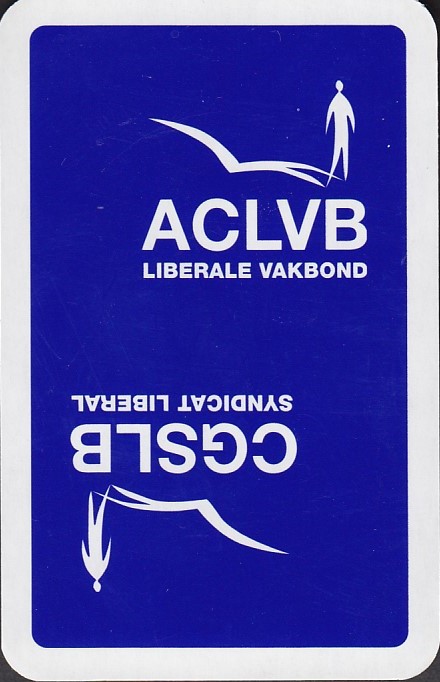 ACLVB
LIBERALE VAKBOND
CGSLB
SYNDICAT LIBERAL